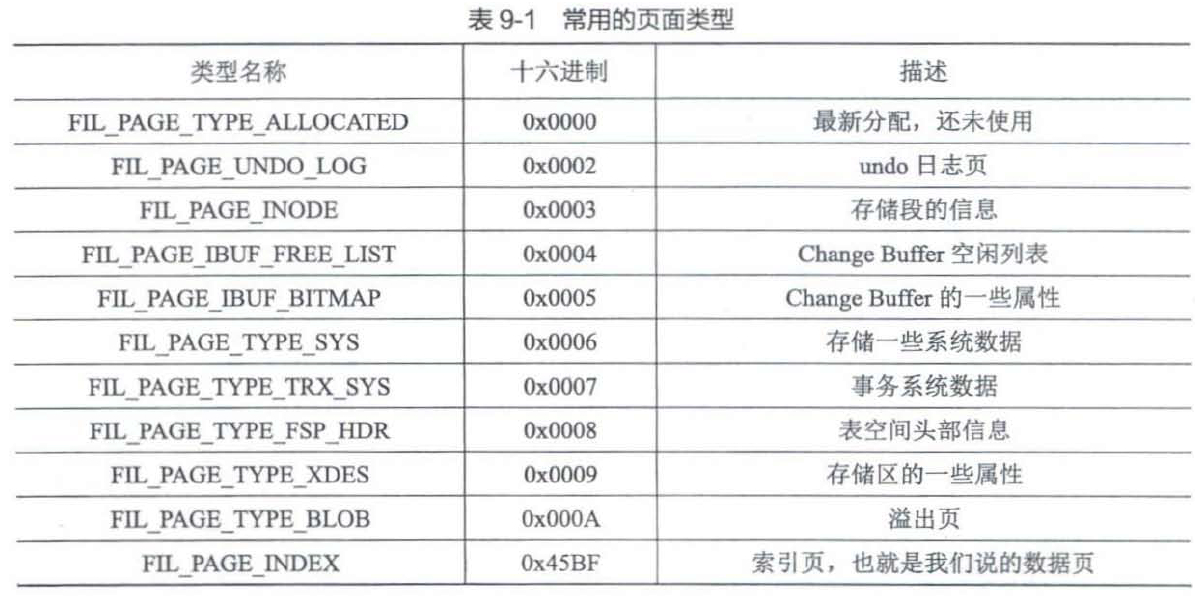 表 9-1 常用的页面类型
类型名称 十六进制 描述
FIL_PAGE_TYPE_ALLOCATED 0x0000 最新分配，还未使用
FIL_PAGE_UNDO_LOG 0x0002 undo 日志页
FIL_PAGE_INODE 0x0003 存储段的信息
FIL_PAGE_IBUF_FREE_LIST 0x0004 Change Buffer 空闲列表
FIL_PAGE_IBUF_BITMAP 0x0005 Change Buffer 的一些属性
FIL_PAGE_TYPE_SYS 0x0006 存储一些系统数据
FIL_PAGE_TYPE_TRX_SYS 0x0007 事务系统数据
FIL_PAGE_TYPE_FSP_HDR 0x0008 表空间头部信息
FIL_PAGE_TYPE_XDES 0x0009 存储区的一些属性
FIL_PAGE_TYPE_BLOB 0x000A 溢出页
FIL_PAGE_INDEX 0x45BF 索引页，也就是我们说的数据页